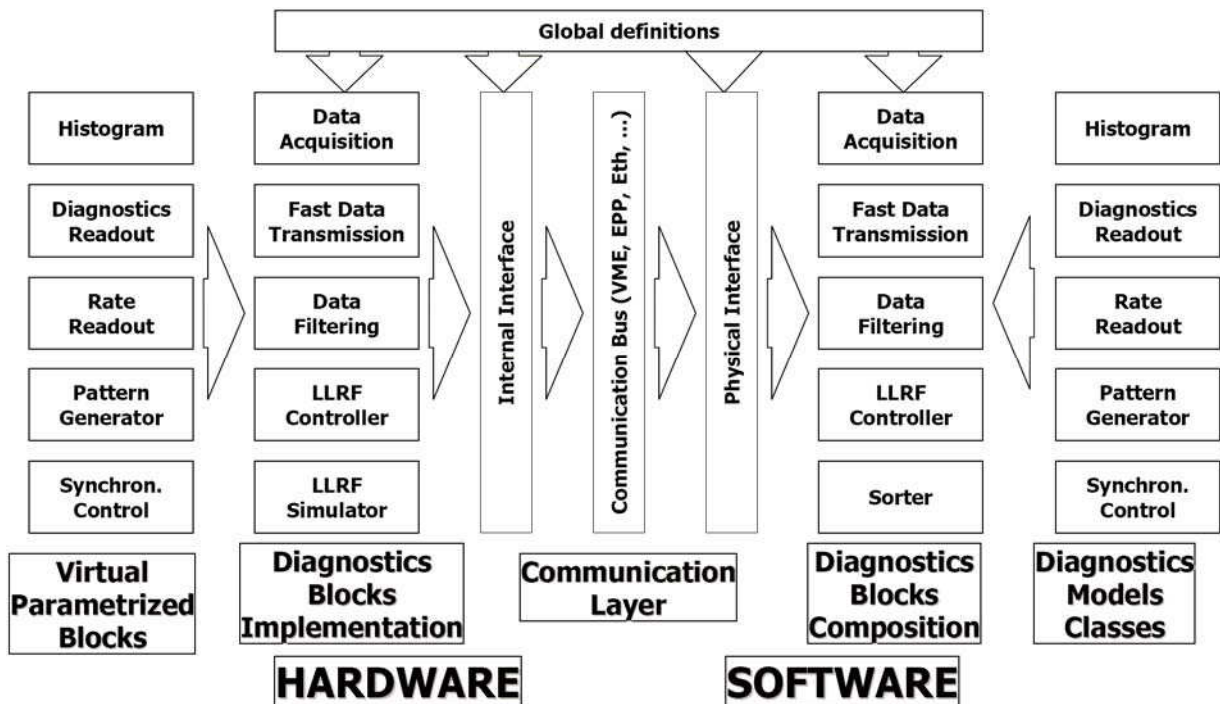 Global definitions
Histogram
Diagnostics
Readout
Rate
Readout
Pattern
Generator
Synchron.
Control
Virtual
Parametrized
Blocks
Data
Acquisition
Fast Data
Transmission
Data
Filtering
LLRF
Controller
LLRF
Simulator
Diagnostics
Blocks
Implementation
Internal Interface
Communication Bus (VME, EPP, Eth, ...)
Physical Interface
Communication
Layer
Data
Acquisition
Fast Data
Transmission
Data
Filtering
LLRF
Controller
Sorter
Diagnostics
Blocks
Composition
Histogram
Diagnostics
Readout
Rate
Readout
Pattern
Generator
Synchron.
Control
Diagnostics
Models
Classes
HARDWARE
SOFTWARE